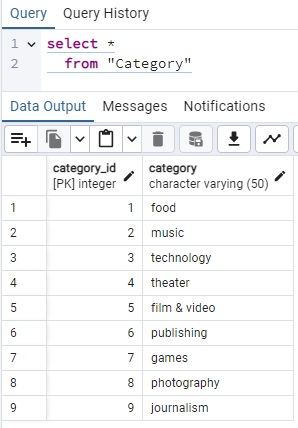 Query Query History
1 select *
2 from "Category"
Data Output Messages Notifications
category_id category
[PK] integer character varying (50)
1 1 food
2 2 music
3 3 technology
4 4 theater
5 5 film & video
6 6 publishing
7 7 games
8 8 photography
9 9 journalism